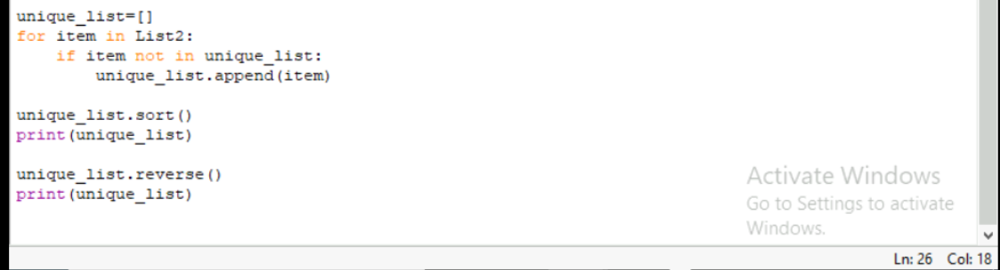 unique_list=[]
for item in List2:
    if item not in unique_list:
        unique_list.append(item)
unique_list.sort()
print(unique_list)
unique_list.reverse()
print(unique_list)
Activate Windows
Go to Settings to activate
Windows.
Ln: 26 Col: 18